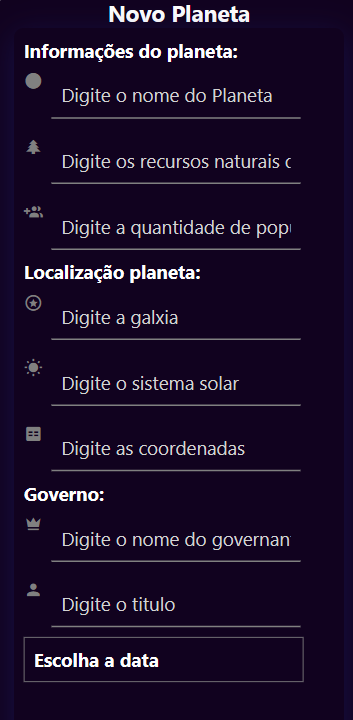 Novo Planeta
Informações do planeta:
Digite o nome do Planeta
Digite os recursos naturais
Digite a quantidade de popu
Localização planeta:
Digite a galxia
Digite o sistema solar
Digite as coordenadas
Governo:
Digite o nome do governan
Digite o titulo
Escolha a data